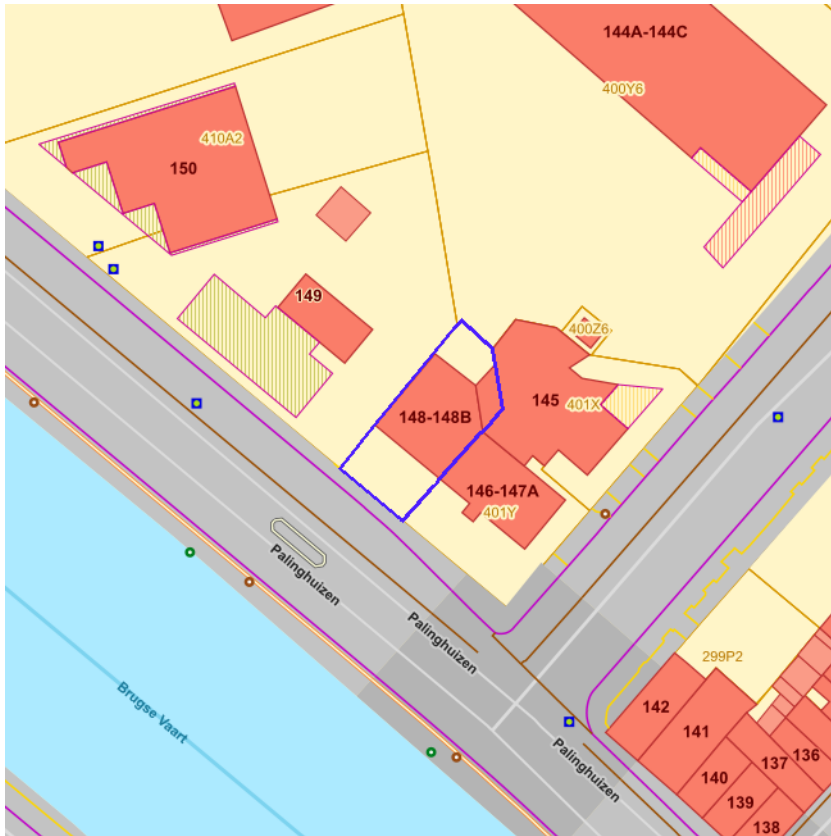 144A-144C
400Y6
410A2
150
149
400Z6
145
401X
148-148B
146-147A
401Y
Palinghuizen
Palinghuizen
Brugse Vaart
299P2
142
141
Palinghuizen
137
136
140
139
138